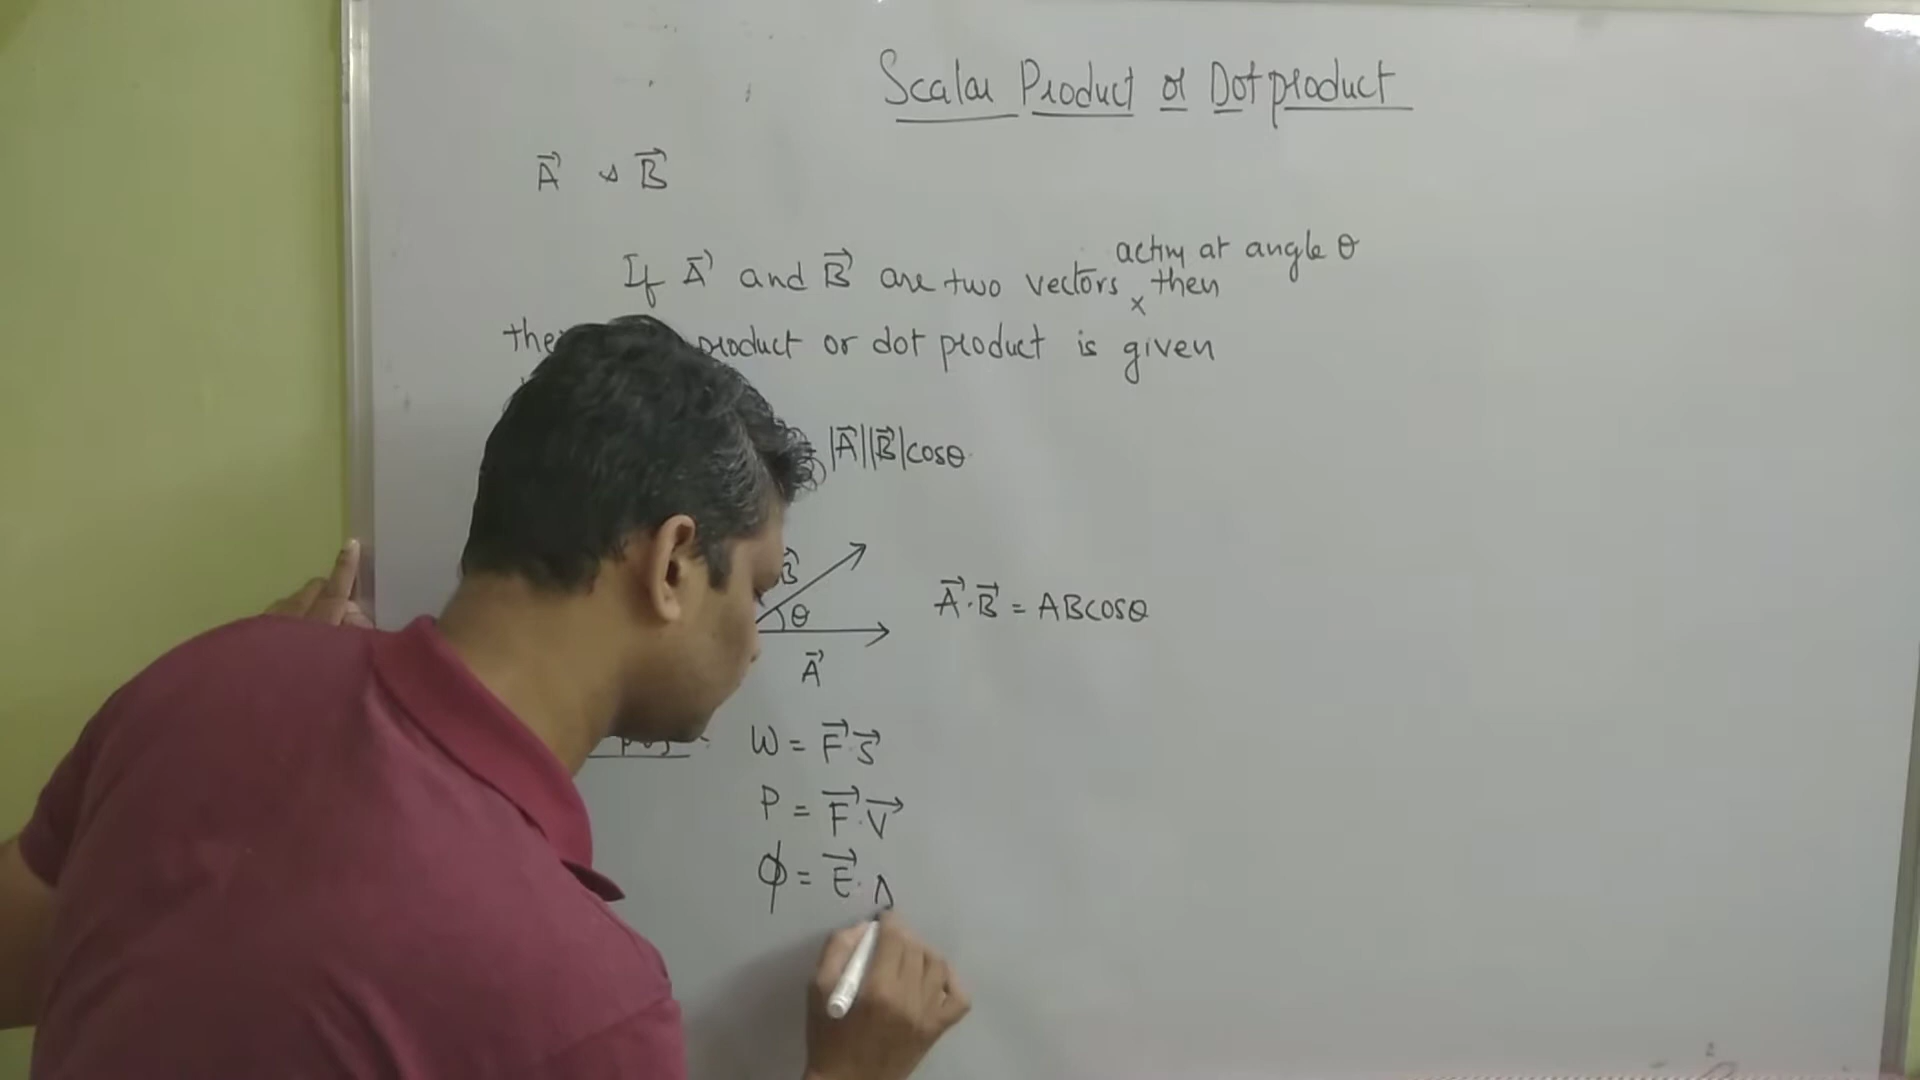 Scalar Product or Dot product
A⃗ & B⃗
acting at angle θ
If A⃗ and B⃗ are two vectors × then
product or dot product is given
= |A⃗||B⃗|cosθ
B⃗
θ
A⃗·B⃗ = ABcosθ
A⃗
W = F⃗·S⃗
P = F⃗·V⃗
ϕ = E⃗·A